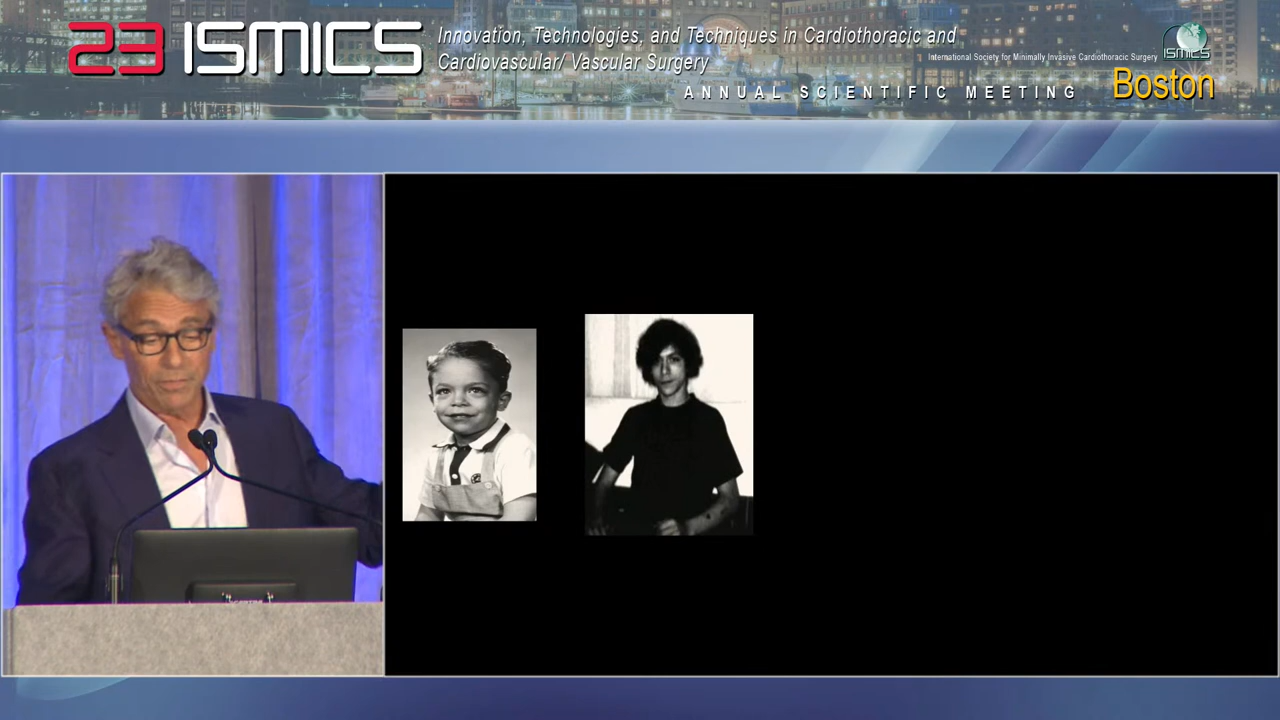 23 ISMICS
Innovation, Technologies, and Techniques in Cardiothoracic and
Cardiovascular/ Vascular Surgery
International Society for Minimally Invasive Cardiothoracic Surgery
ISMICS
ANNUAL SCIENTIFIC MEETING
Boston